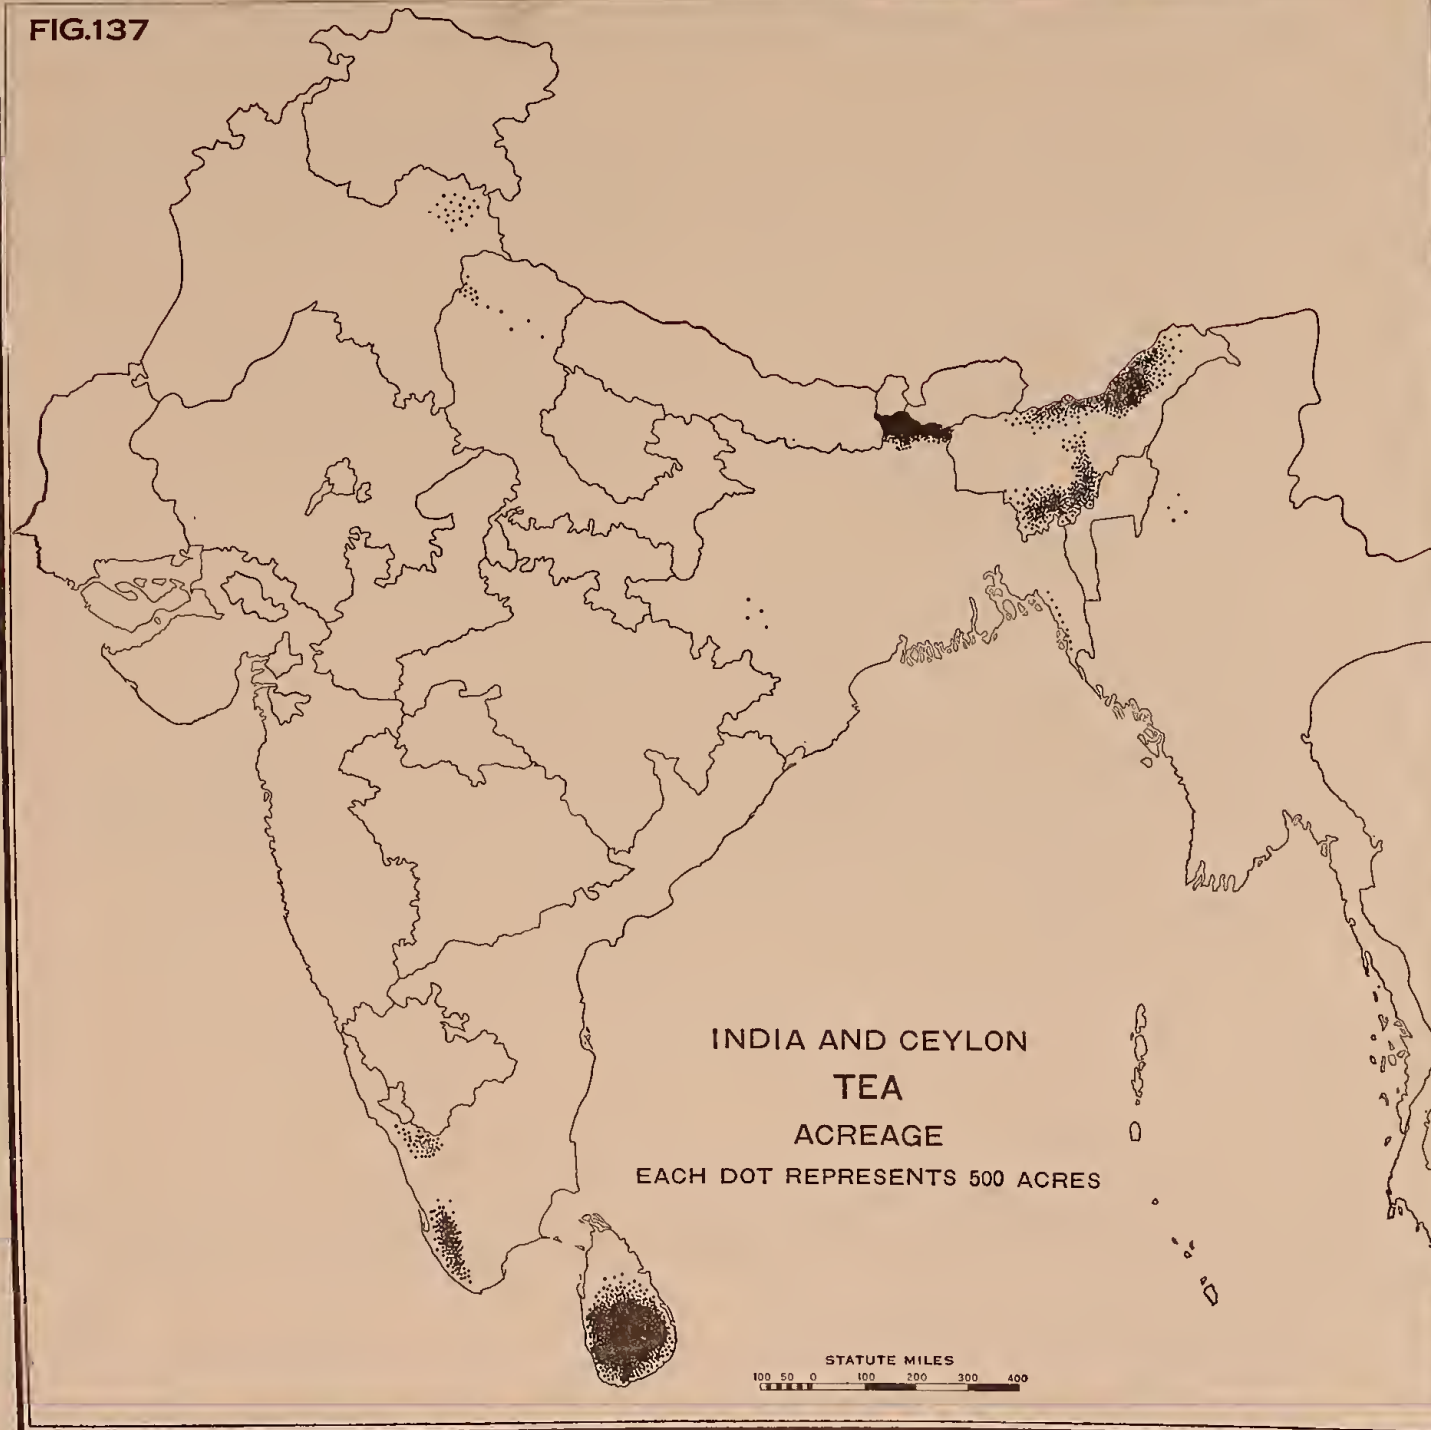 FIG.137
INDIA AND CEYLON
TEA
ACREAGE
EACH DOT REPRESENTS 500 ACRES
STATUTE MILES
100 50 0 100 200 300 400